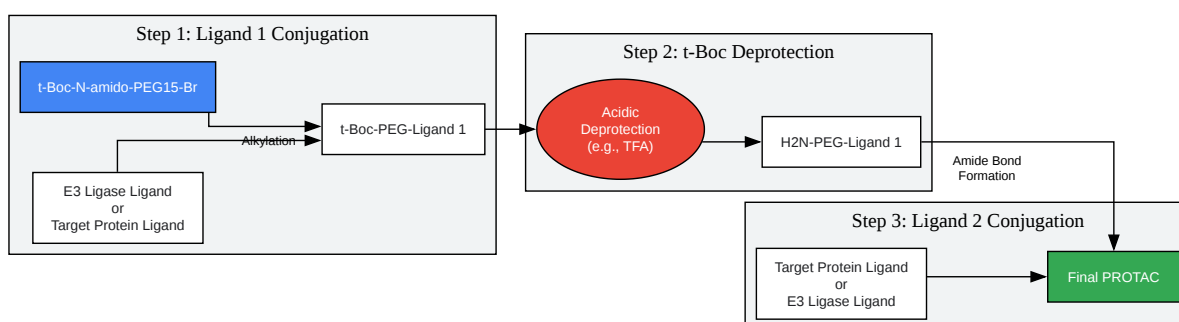 Step 1: Ligand 1 Conjugation
t-Boc-N-amido-PEG15-Br
E3 Ligase Ligand
or
Target Protein Ligand
Alkylation
t-Boc-PEG-Ligand 1
Step 2: t-Boc Deprotection
Acidic
Deprotection
(e.g., TFA)
H2N-PEG-Ligand 1
Amide Bond
Formation
Step 3: Ligand 2 Conjugation
Target Protein Ligand
or
E3 Ligase Ligand
Final PROTAC